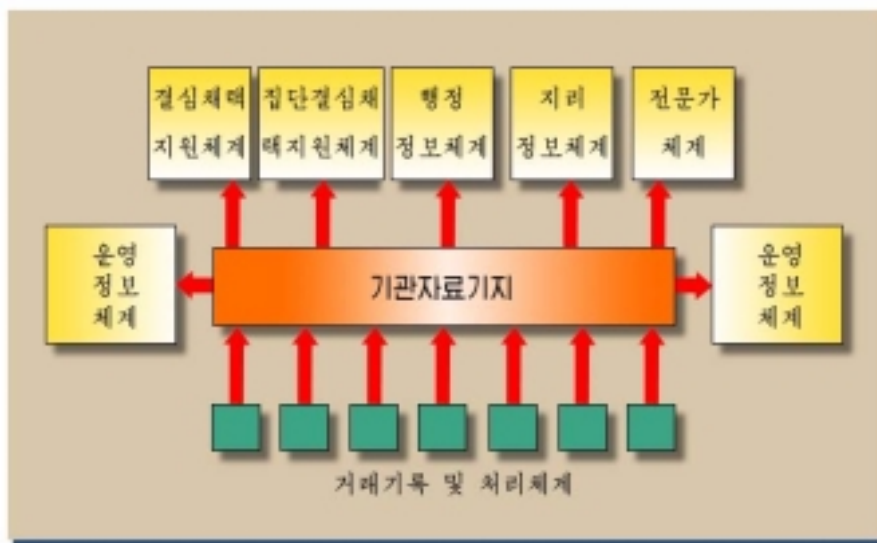 결심채택
지원체계
집단결심채
택지원체계
행정
정보체계
지리
정보체계
전문가
체계
운영
정보
체계
기관자료기지
운영
정보
체계
거래기록 및 처리체계